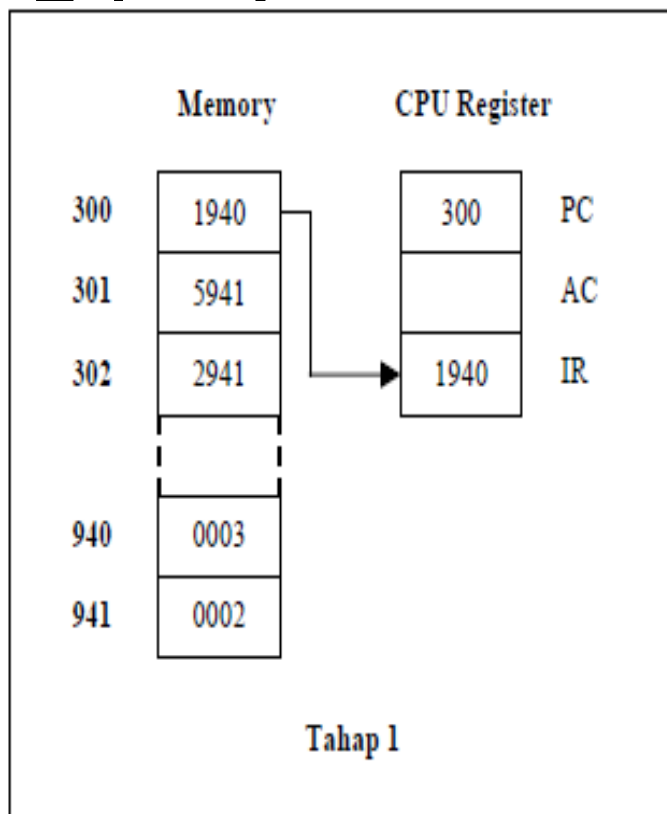 Memory CPU Register
300 1940 300 PC
301 5941 AC
302 2941 1940 IR
940 0003
941 0002
Tahap 1